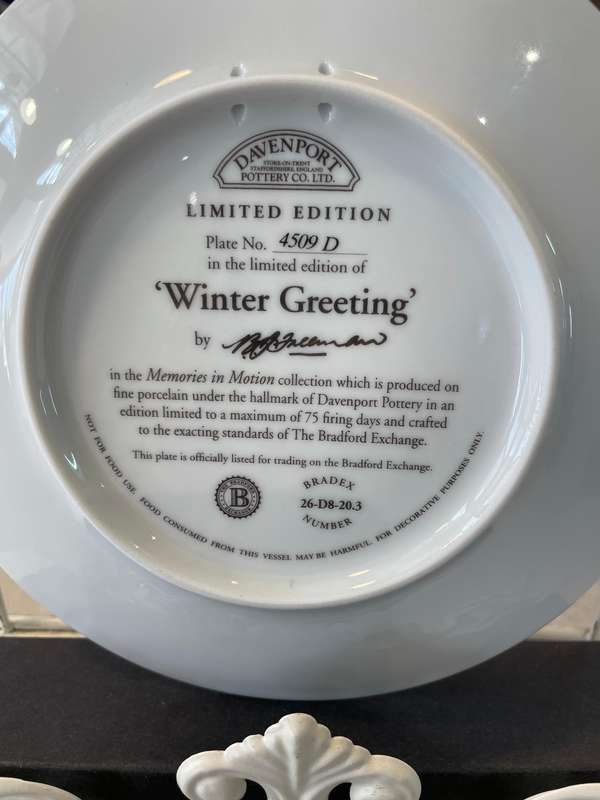 DAVENPORT
STOKE-ON-TRENT
STAFFORDSHIRE, ENGLAND
POTTERY CO. LTD.
LIMITED EDITION
Plate No. 4509 D
in the limited edition of
‘Winter Greeting’
by
in the Memories in Motion collection which is produced on
fine porcelain under the hallmark of Davenport Pottery in an
edition limited to a maximum of 75 firing days and crafted
to the exacting standards of The Bradford Exchange.
This plate is officially listed for trading on the Bradford Exchange.
B
BRADEX
26-D8-20.3
NUMBER
NOT FOR FOOD USE. FOOD CONSUMED FROM THIS VESSEL MAY BE HARMFUL. FOR DECORATIVE PURPOSES ONLY.